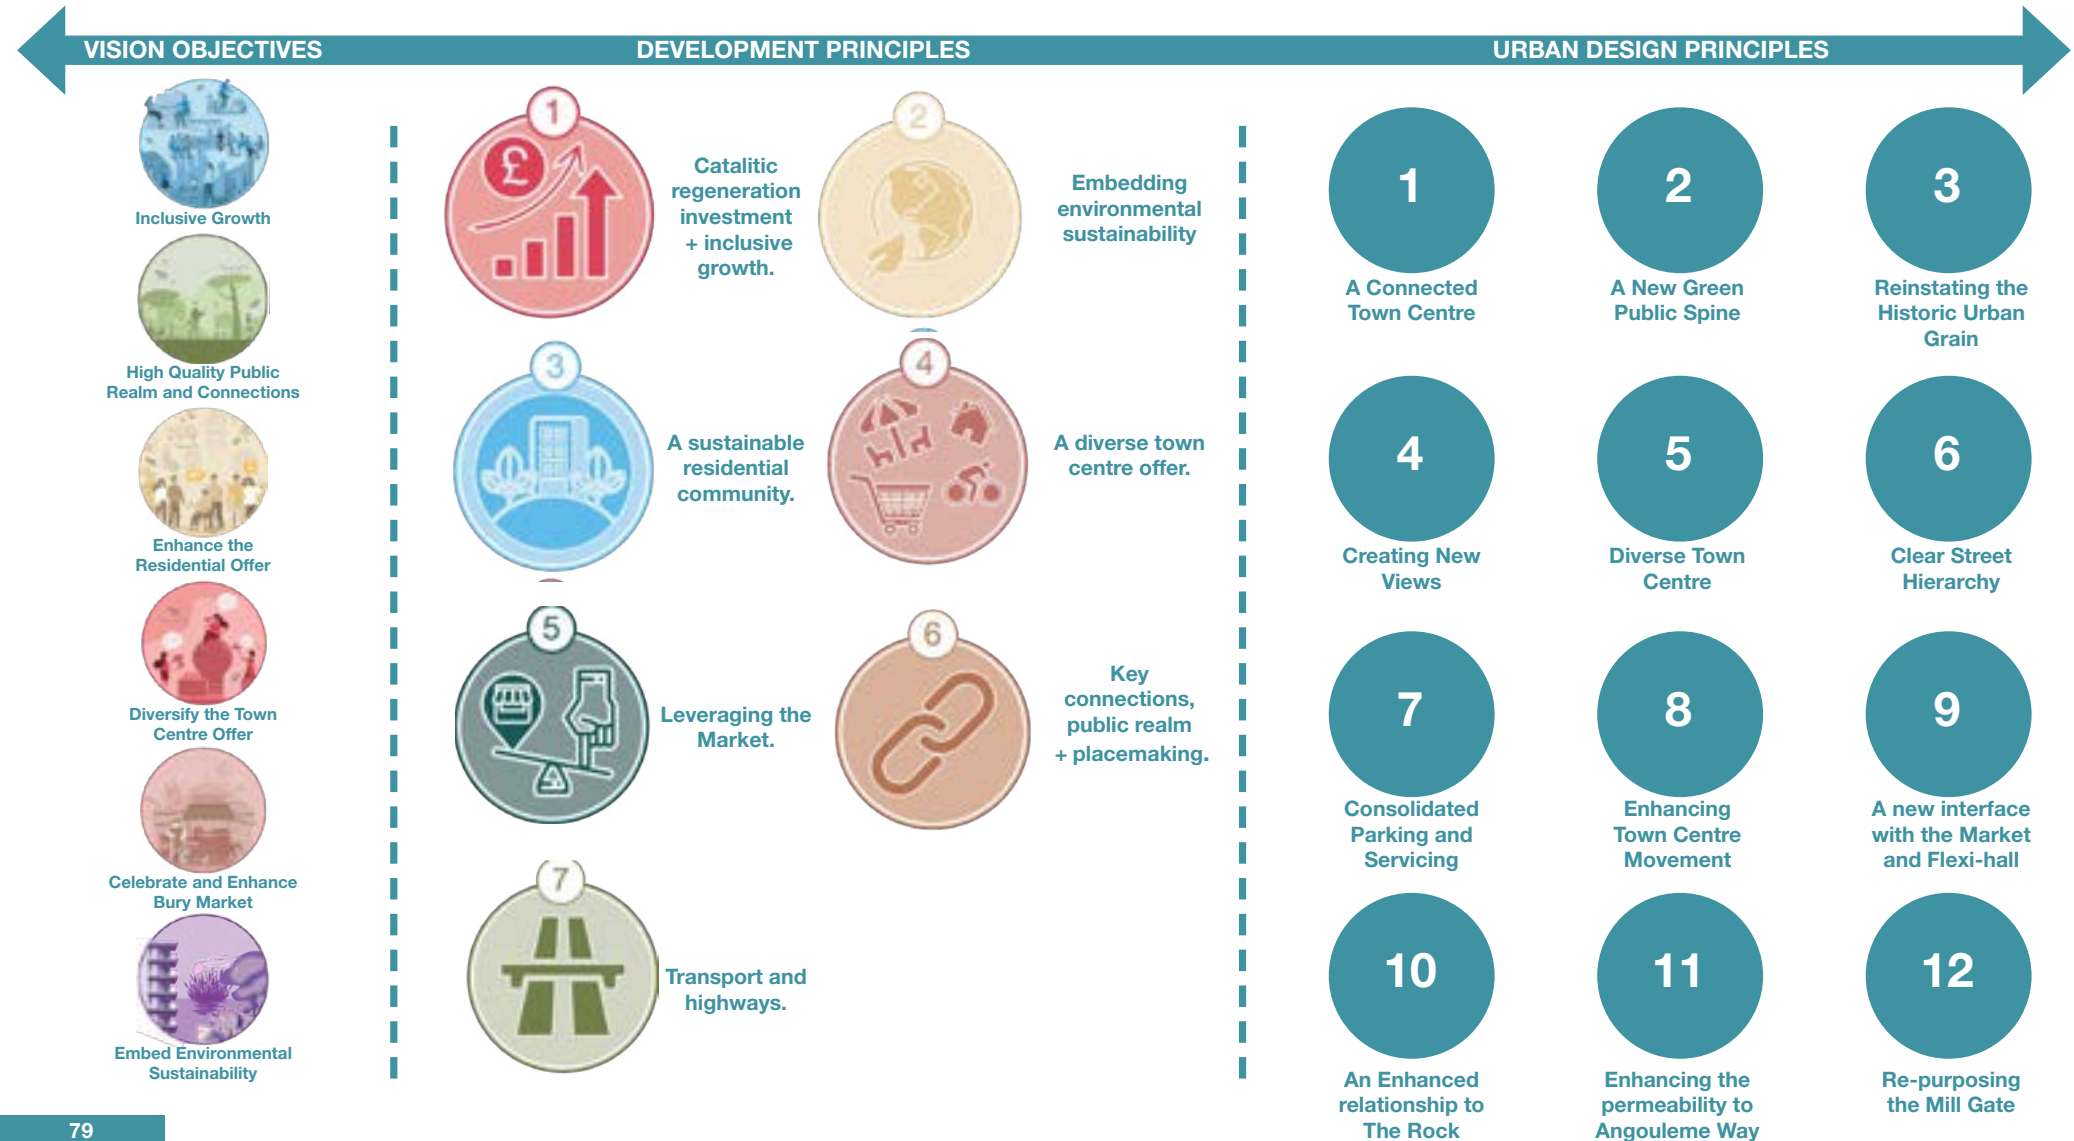 VISION OBJECTIVES
DEVELOPMENT PRINCIPLES
URBAN DESIGN PRINCIPLES
Inclusive Growth
High Quality Public
Realm and Connections
Enhance the
Residential Offer
Diversify the Town
Centre Offer
Celebrate and Enhance
Bury Market
Embed Environmental
Sustainability
1
£
Catalitic
regeneration
investment
+ inclusive
growth.
2
Embedding
environmental
sustainability
3
A sustainable
residential
community.
4
A diverse town
centre offer.
5
Leveraging the
Market.
6
Key
connections,
public realm
+ placemaking.
7
Transport and
highways.
1
A Connected
Town Centre
2
A New Green
Public Spine
3
Reinstating the
Historic Urban
Grain
4
Creating New
Views
5
Diverse Town
Centre
6
Clear Street
Hierarchy
7
Consolidated
Parking and
Servicing
8
Enhancing
Town Centre
Movement
9
A new interface
with the Market
and Flexi-hall
10
An Enhanced
relationship to
The Rock
11
Enhancing the
permeability to
Angouleme Way
12
Re-purposing
the Mill Gate
79